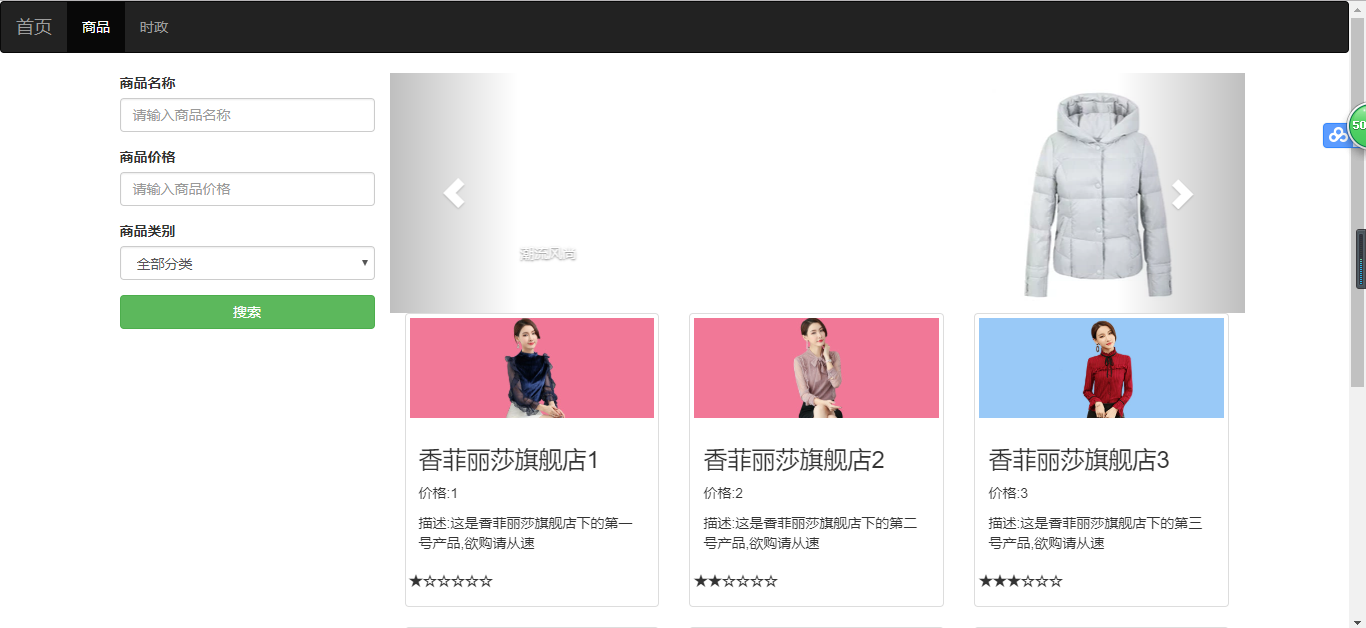 首页 商品 时政
商品名称
请输入商品名称
商品价格
请输入商品价格
商品类别
全部分类
搜索
潮流风尚
50
香菲丽莎旗舰店1
价格:1
描述:这是香菲丽莎旗舰店下的第一
号产品,欲购请从速
★☆☆☆☆☆
香菲丽莎旗舰店2
价格:2
描述:这是香菲丽莎旗舰店下的第二
号产品,欲购请从速
★★☆☆☆☆
香菲丽莎旗舰店3
价格:3
描述:这是香菲丽莎旗舰店下的第三
号产品,欲购请从速
★★★☆☆☆